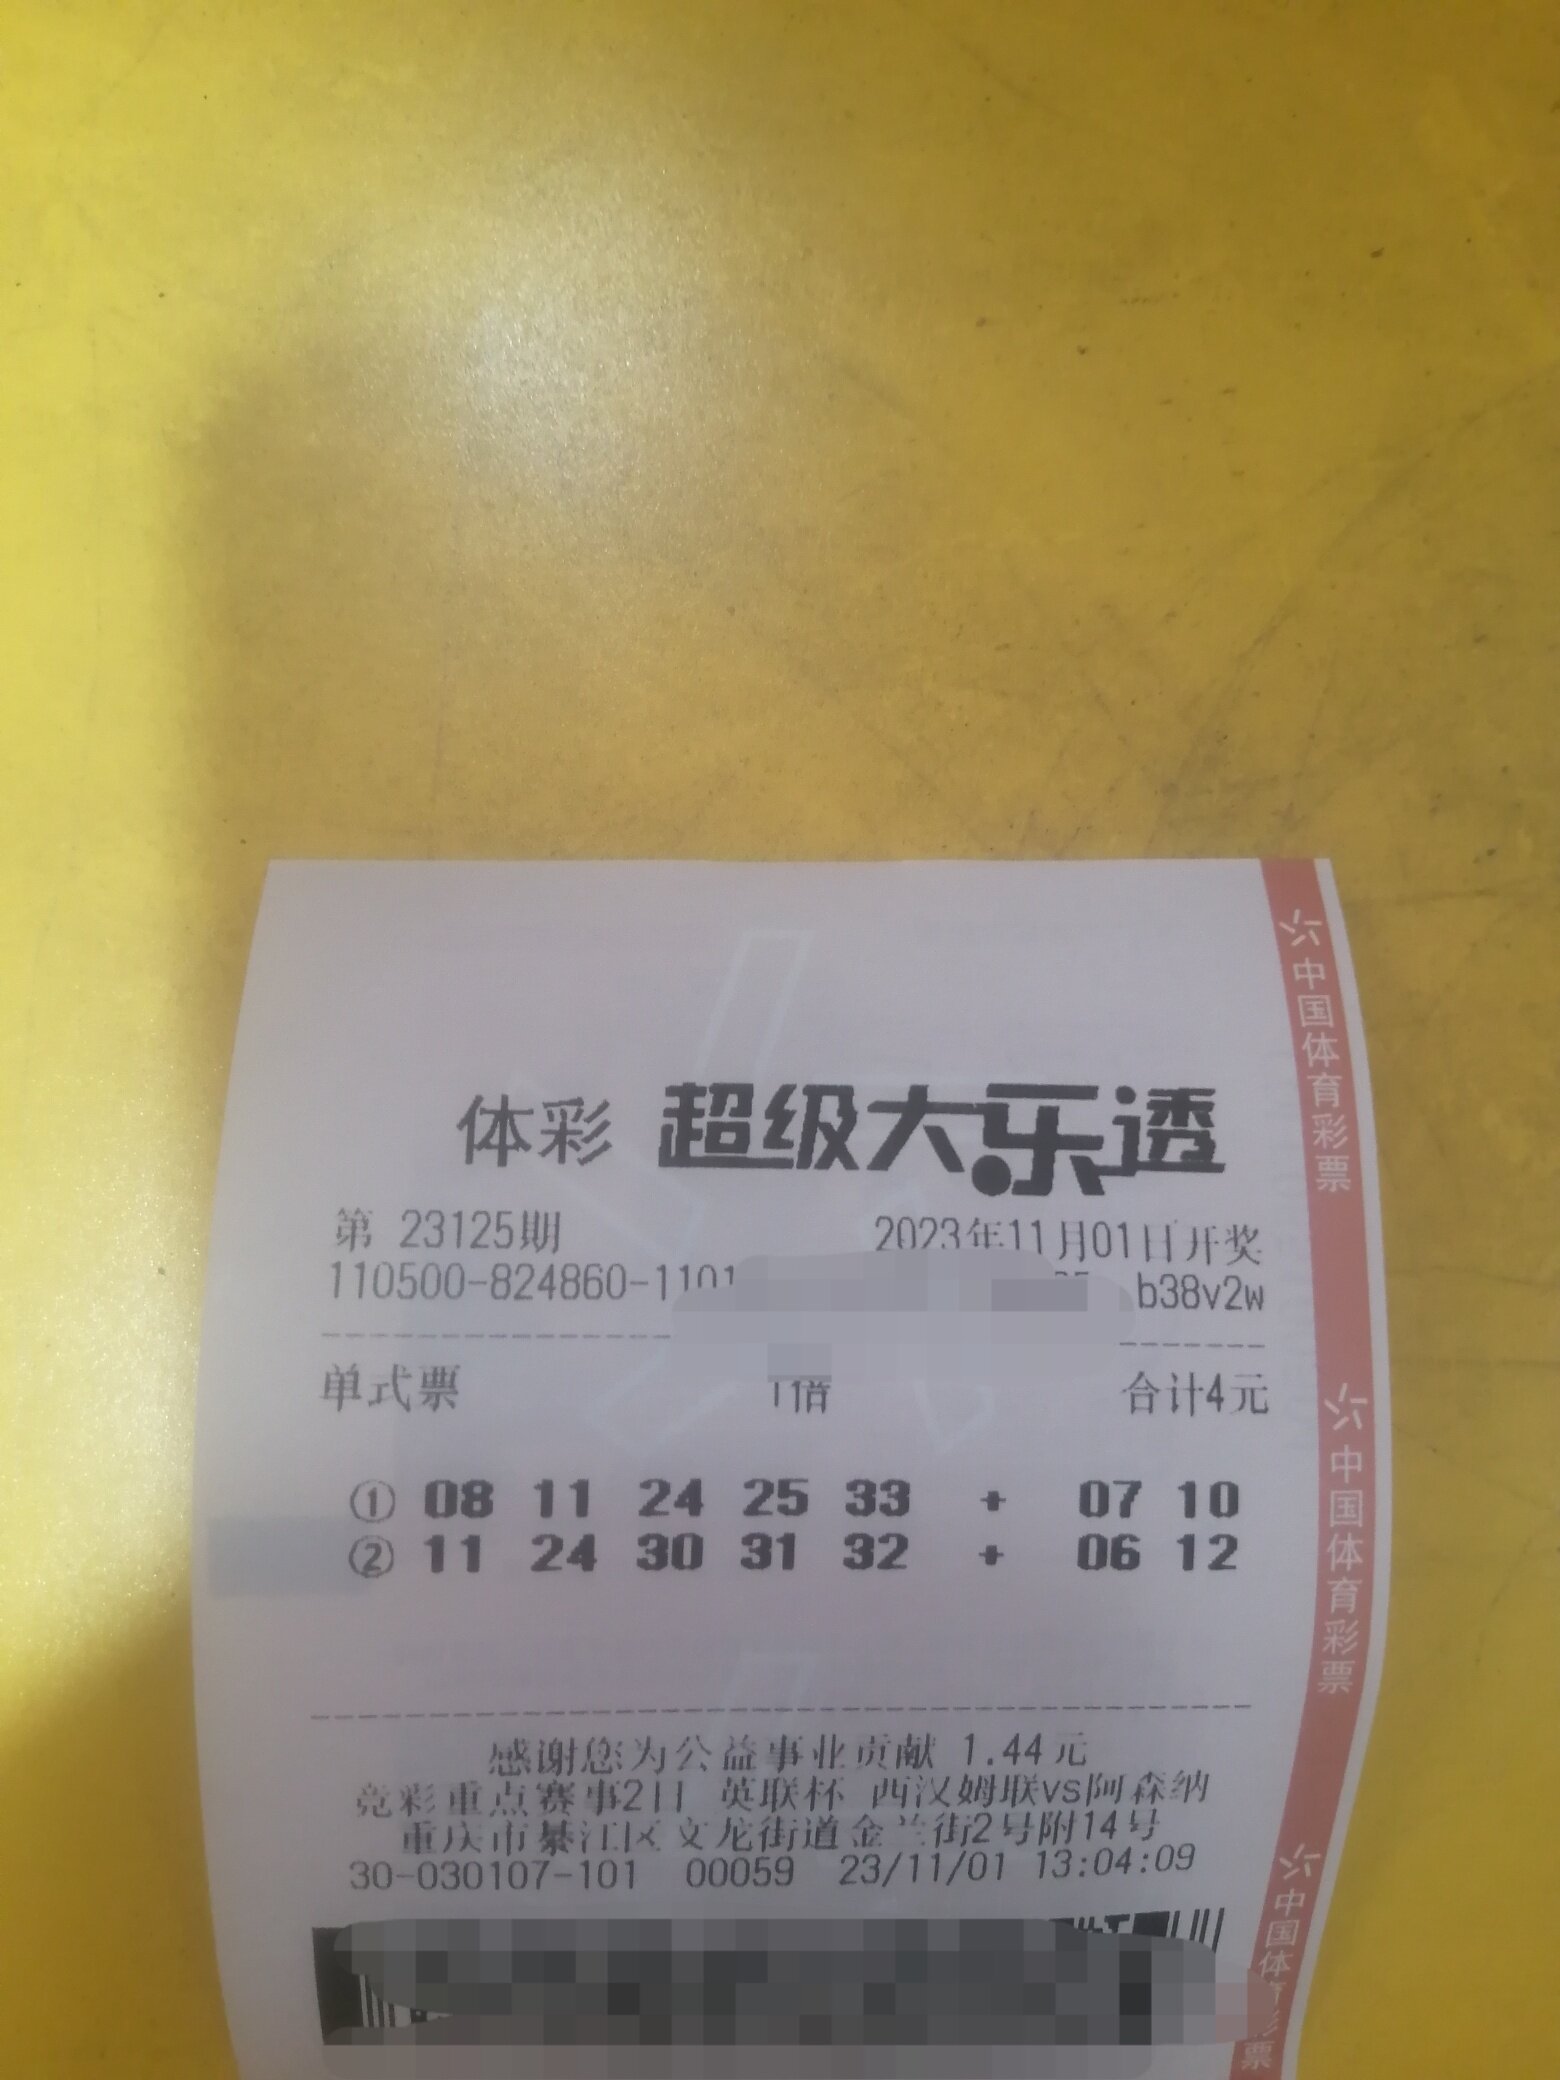 体彩 超级大乐透
第 23125期 2023年11月01日开奖
110500-824860-1101 b38v2w
单式票 1倍 合计4元
① 08 11 24 25 33 + 07 10
② 11 24 30 31 32 + 06 12
感谢您为公益事业贡献 1.44元
竞彩重点赛事2日 英联杯 西汉姆联vs阿森纳
重庆市綦江区文龙街道金兰街2号附14号
30-030107-101 00059 23/11/01 13:04:09
中国体育彩票
中国体育彩票
中国体育彩票